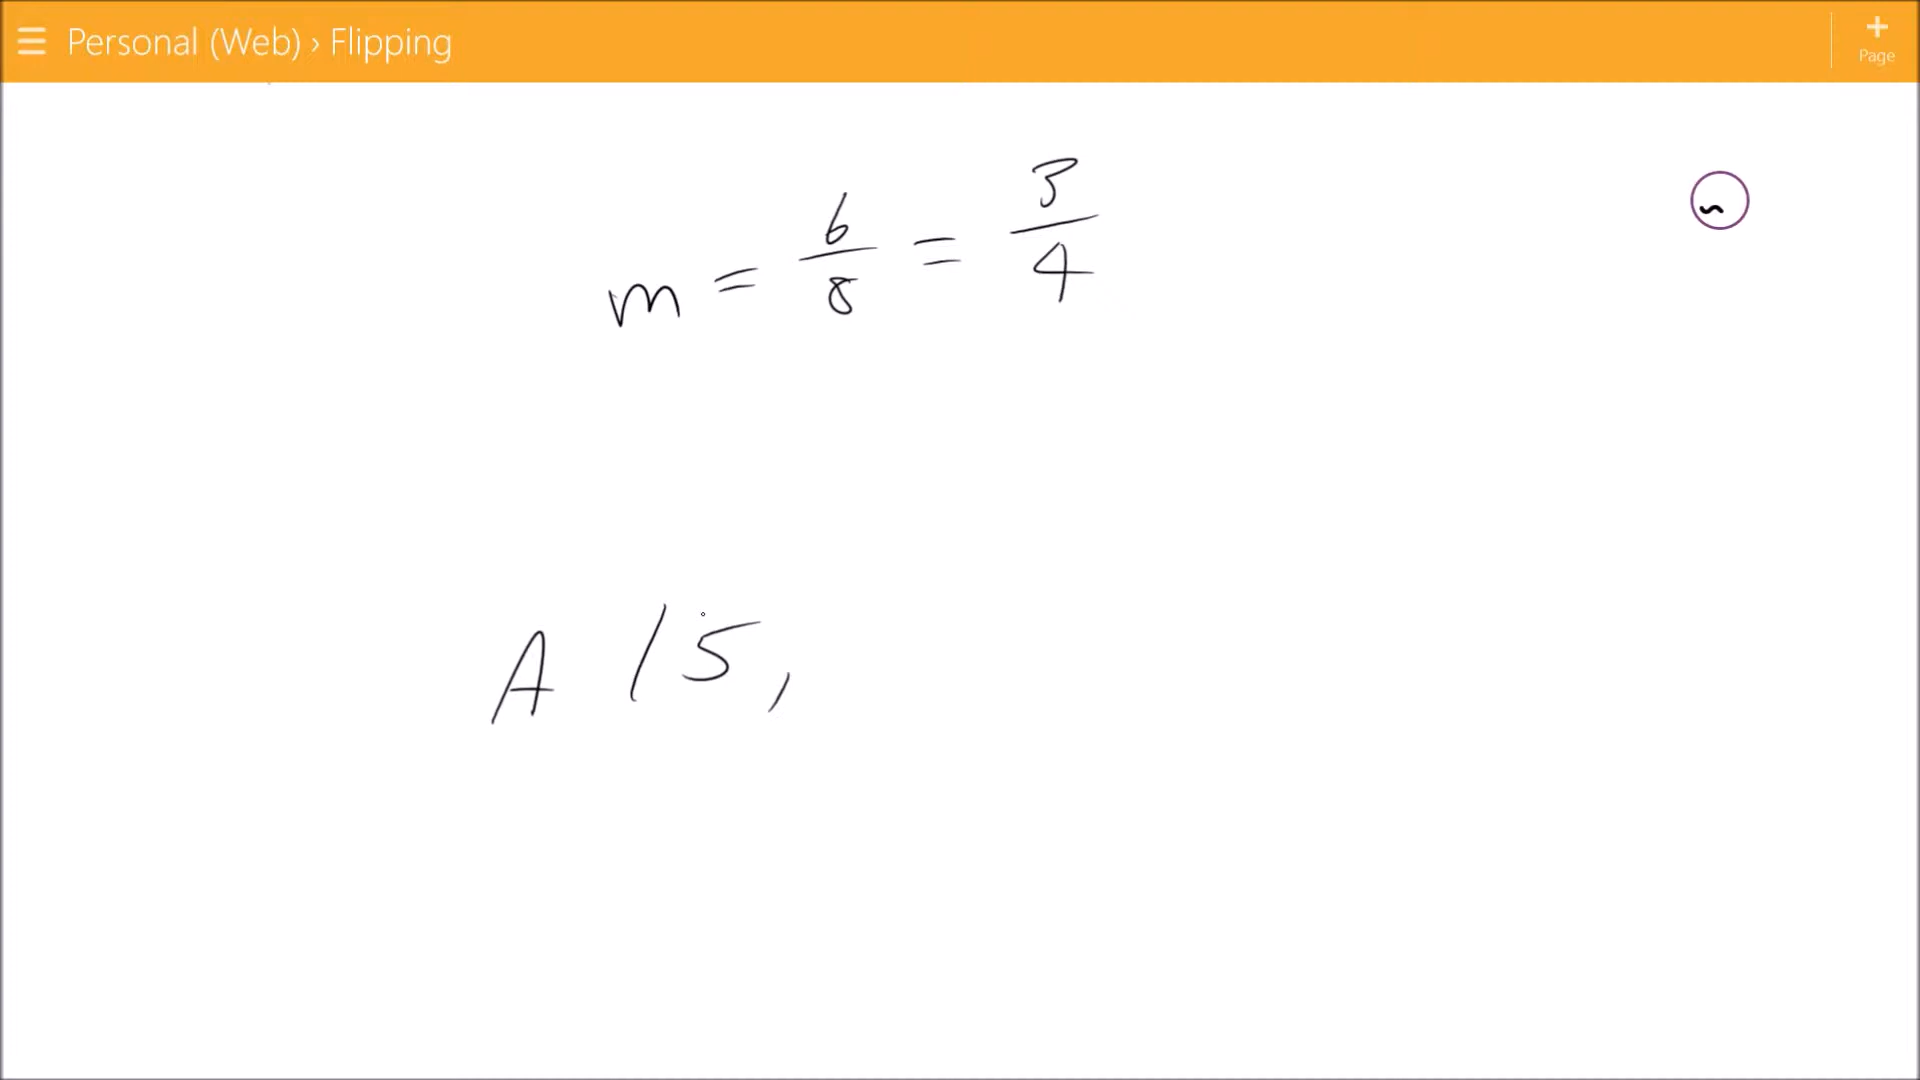 Personal (Web) › Flipping
Page
m = 6/8 = 3/4
A (5,